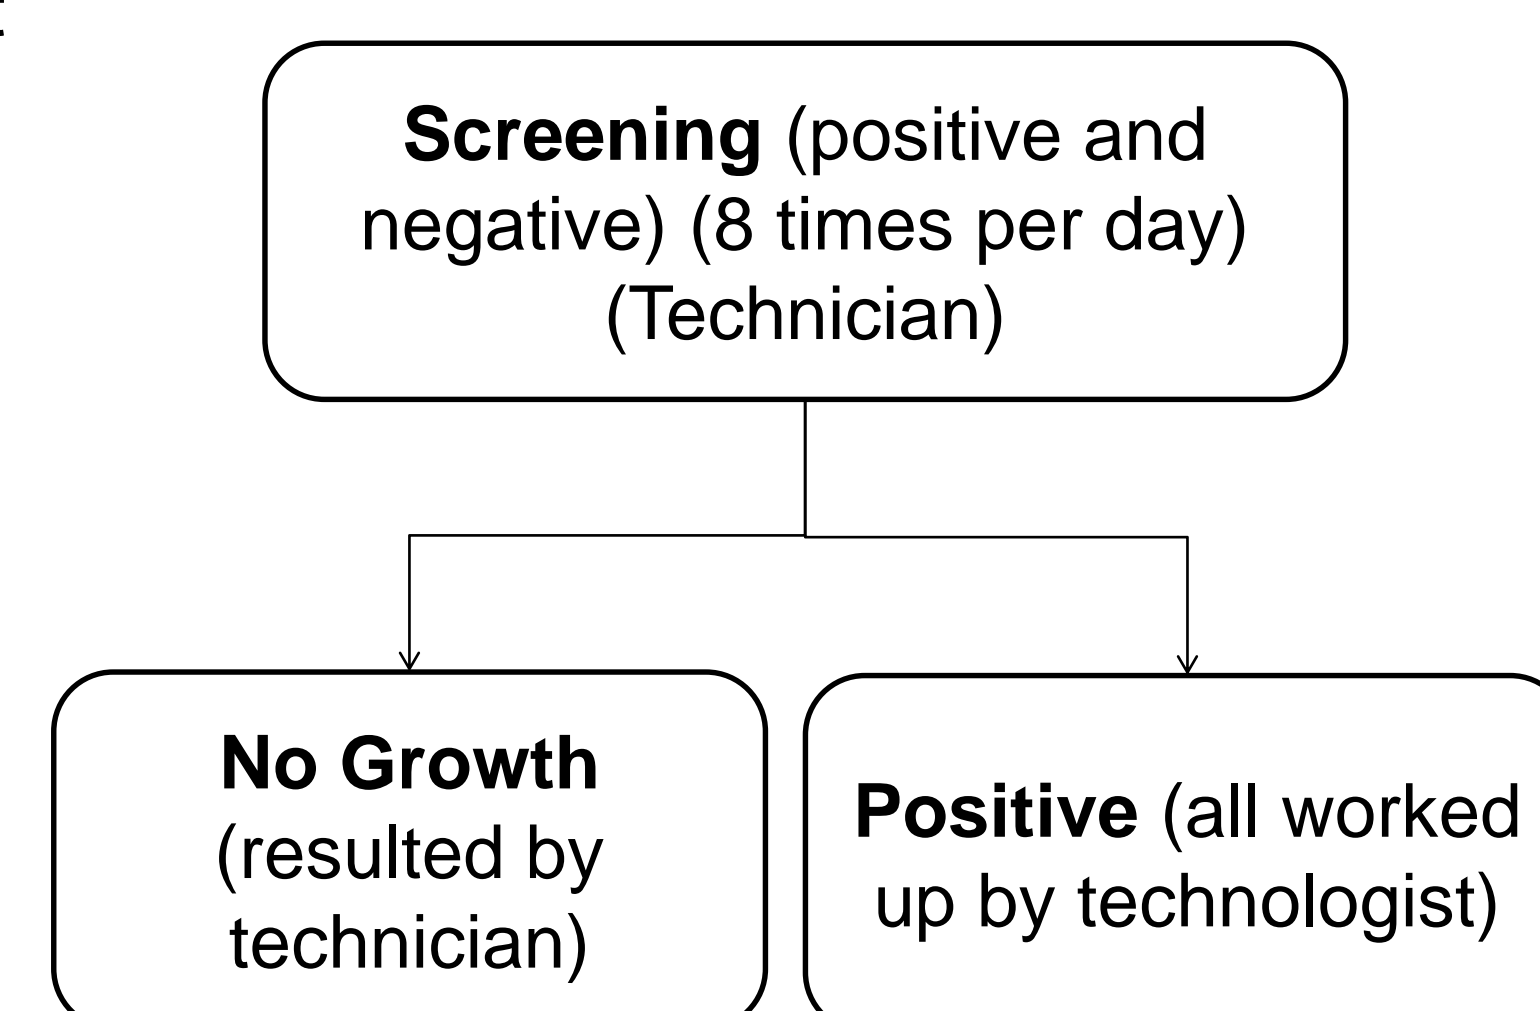 Screening (positive and
negative) (8 times per day)
(Technician)
No Growth
(resulted by
technician)
Positive (all worked
up by technologist)